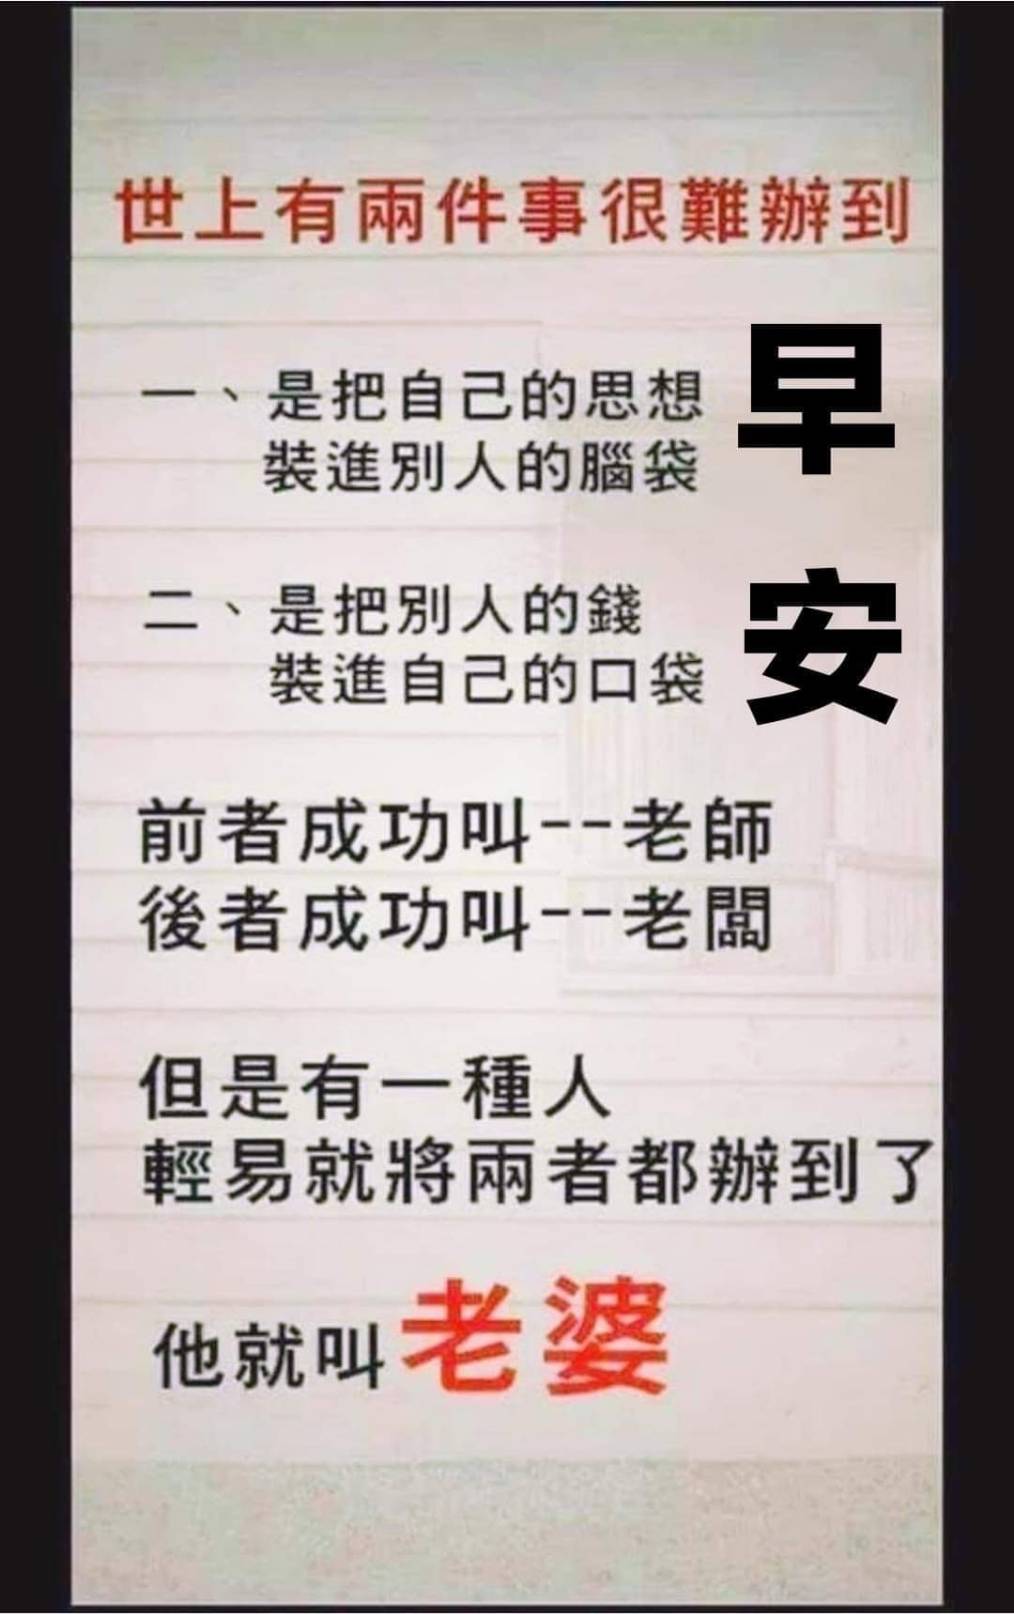 世上有兩件事很難辦到
早安
一、是把自己的思想
裝進別人的腦袋
二、是把別人的錢
裝進自己的口袋
前者成功叫--老師
後者成功叫--老闆
但是有一種人
輕易就將兩者都辦到了
他就叫老婆